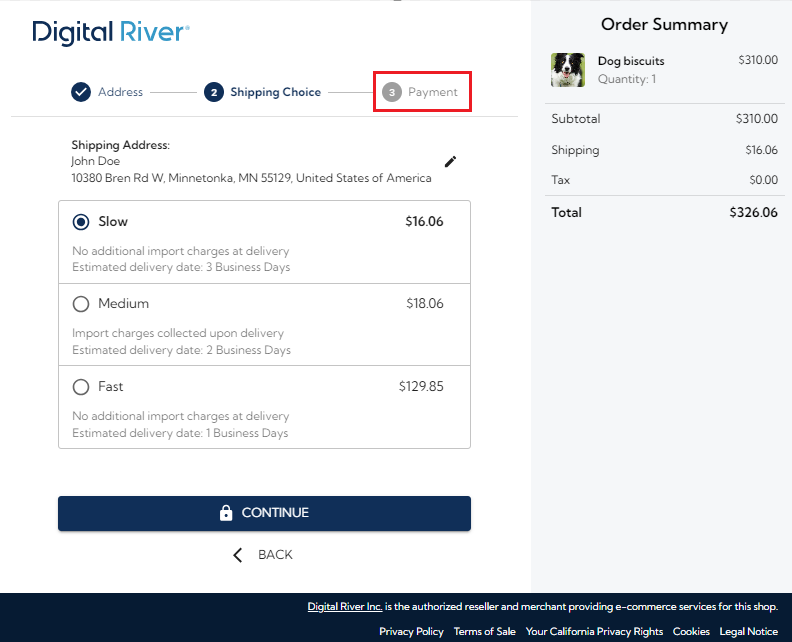 Digital River®
Address
2 Shipping Choice
3 Payment
Shipping Address:
John Doe
10380 Bren Rd W, Minnetonka, MN 55129, United States of America
Slow $16.06
No additional import charges at delivery
Estimated delivery date: 3 Business Days
Medium $18.06
Import charges collected upon delivery
Estimated delivery date: 2 Business Days
Fast $129.85
No additional import charges at delivery
Estimated delivery date: 1 Business Days
CONTINUE
BACK
Order Summary
Dog biscuits $310.00
Quantity: 1
Subtotal $310.00
Shipping $16.06
Tax $0.00
Total $326.06
Digital River Inc. is the authorized reseller and merchant providing e-commerce services for this shop.
Privacy Policy Terms of Sale Your California Privacy Rights Cookies Legal Notice